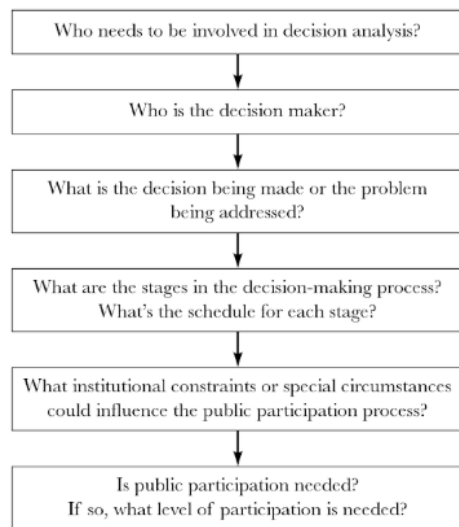 Who needs to be involved in decision analysis?
Who is the decision maker?
What is the decision being made or the problem
being addressed?
What are the stages in the decision-making process?
What's the schedule for each stage?
What institutional constraints or special circumstances
could influence the public participation process?
Is public participation needed?
If so, what level of participation is needed?